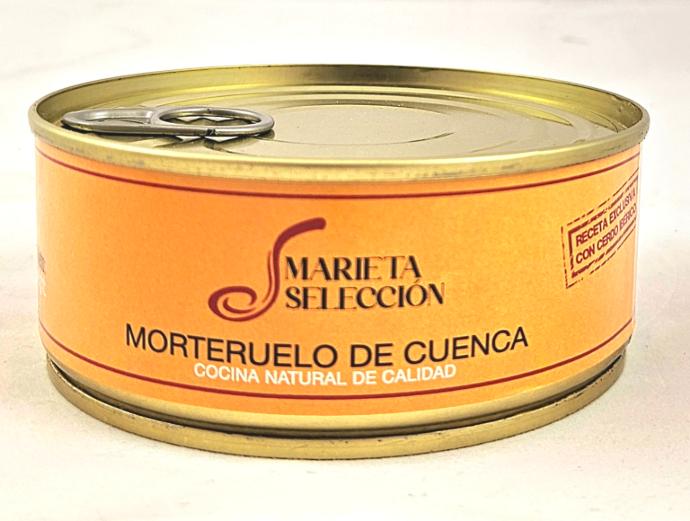 MARIETA
SELECCIÓN
MORTERUELO DE CUENCA
COCINA NATURAL DE CALIDAD
RECETA EXCLUSIVA
CON CERDO IBÉRICO